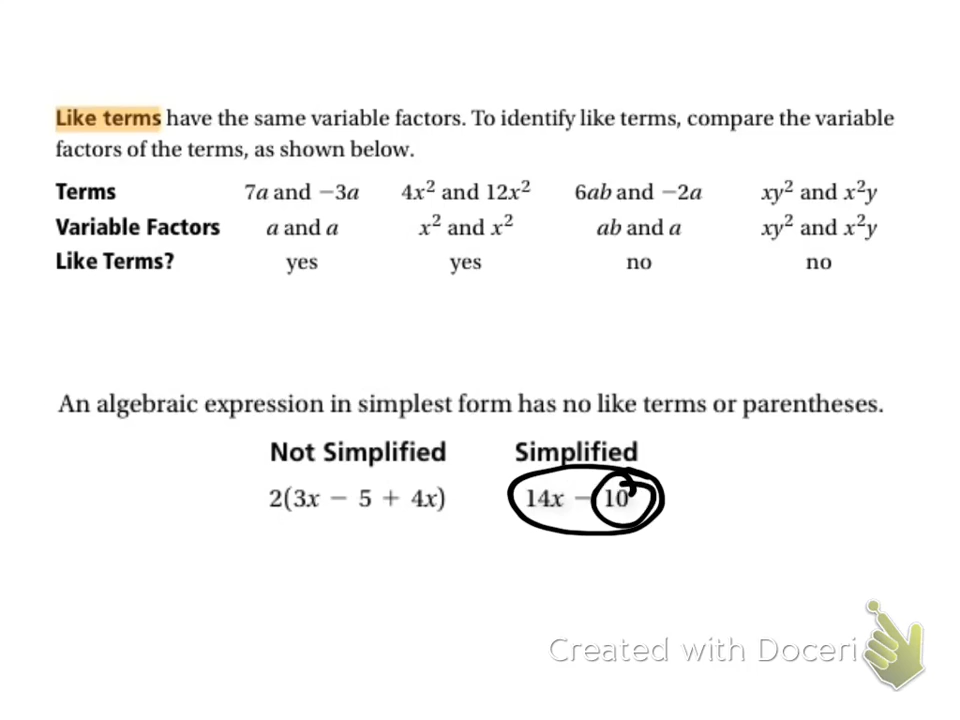 Like terms have the same variable factors. To identify like terms, compare the variable
factors of the terms, as shown below.
Terms 7a and −3a 4x² and 12x² 6ab and −2a xy² and x²y
Variable Factors a and a x² and x² ab and a xy² and x²y
Like Terms? yes yes no no
An algebraic expression in simplest form has no like terms or parentheses.
Not Simplified Simplified
2(3x − 5 + 4x) 14x − 10
Created with Doceri